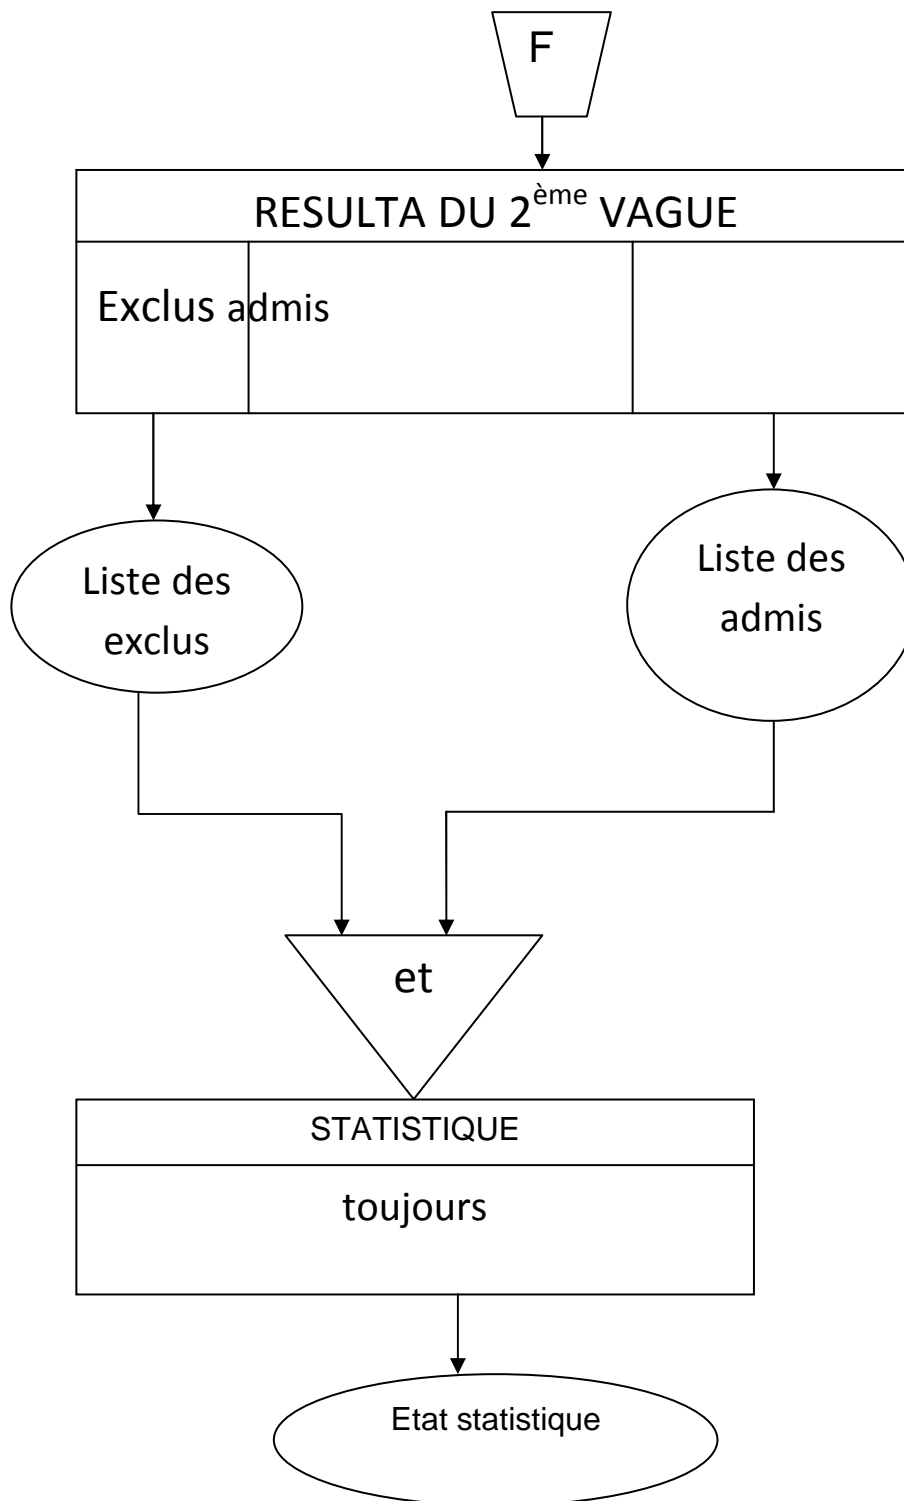 F
RESULTA DU 2ème VAGUE
Exclus admis
Liste des
exclus
Liste des
admis
et
STATISTIQUE
toujours
Etat statistique